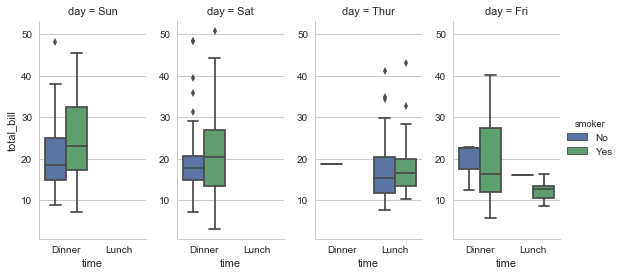 day = Sun
day = Sat
day = Thur
day = Fri
total_bill
50
40
30
20
10
50
40
30
20
10
50
40
30
20
10
50
40
30
20
10
Dinner Lunch
Dinner Lunch
Dinner Lunch
Dinner Lunch
time
time
time
time
smoker
No
Yes